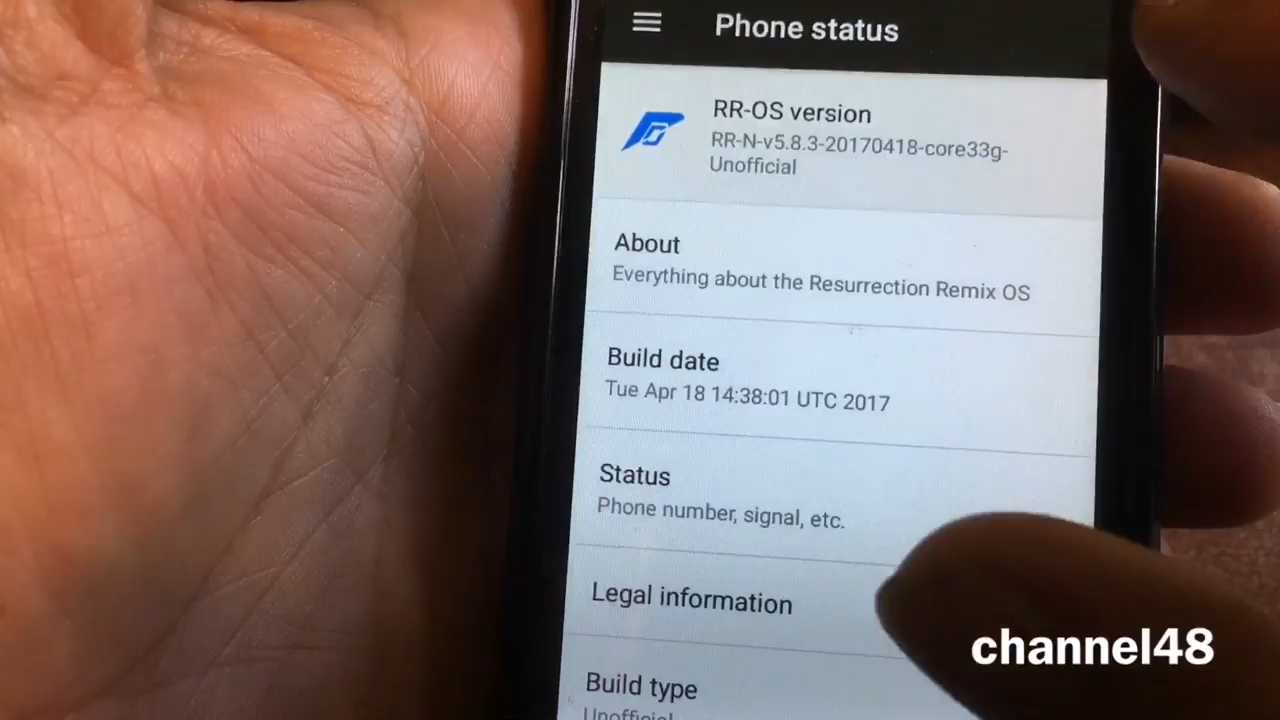 Phone status
RR-OS version
RR-N-v5.8.3-20170418-core33g-
Unofficial
About
Everything about the Resurrection Remix OS
Build date
Tue Apr 18 14:38:01 UTC 2017
Status
Phone number, signal, etc.
Legal information
channel48
Build type
Unofficial